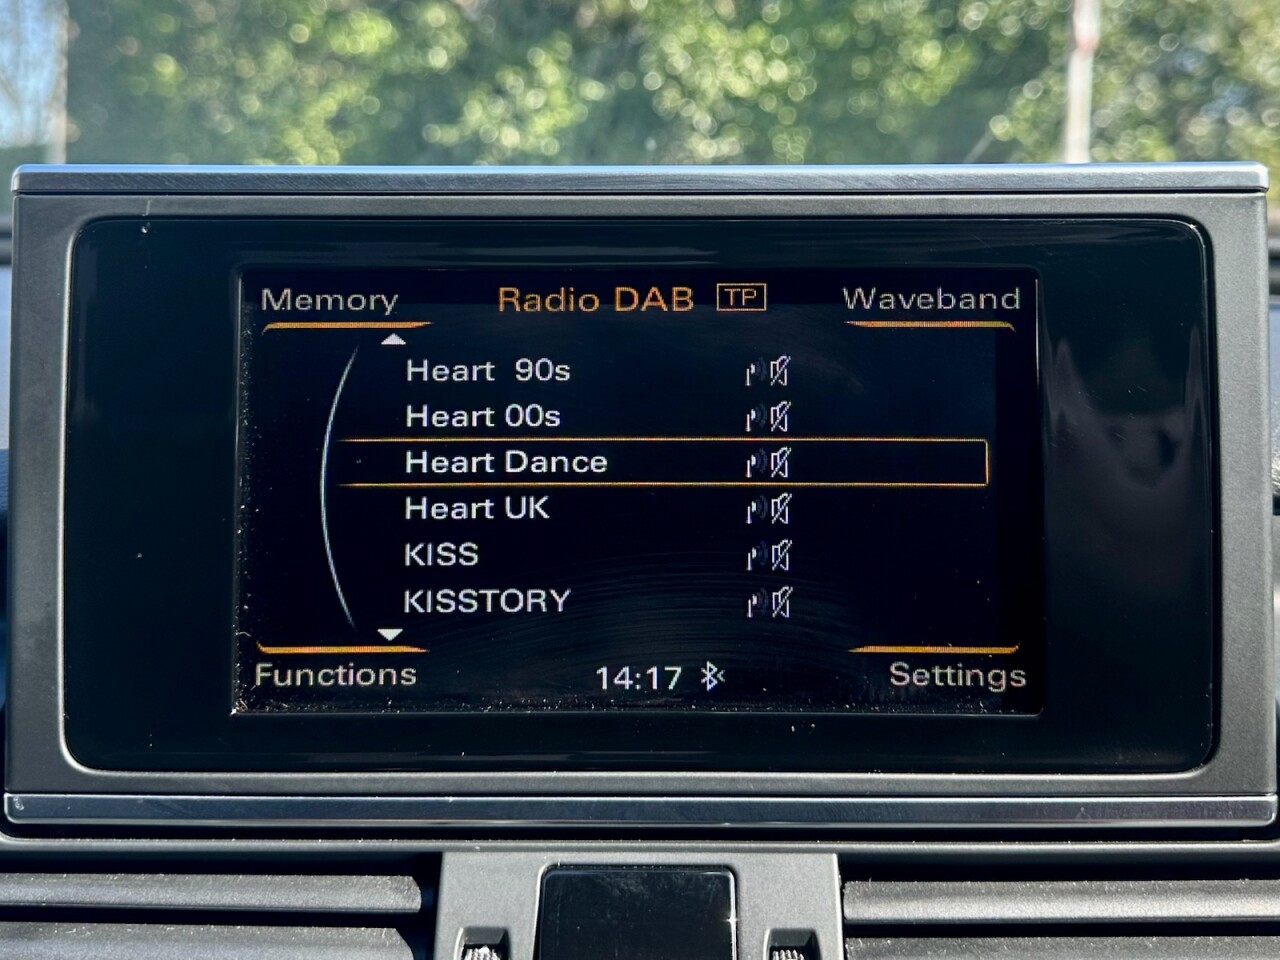 Memory Radio DAB TP Waveband
Heart 90s
Heart 00s
Heart Dance
Heart UK
KISS
KISSTORY
Functions 14:17 Settings